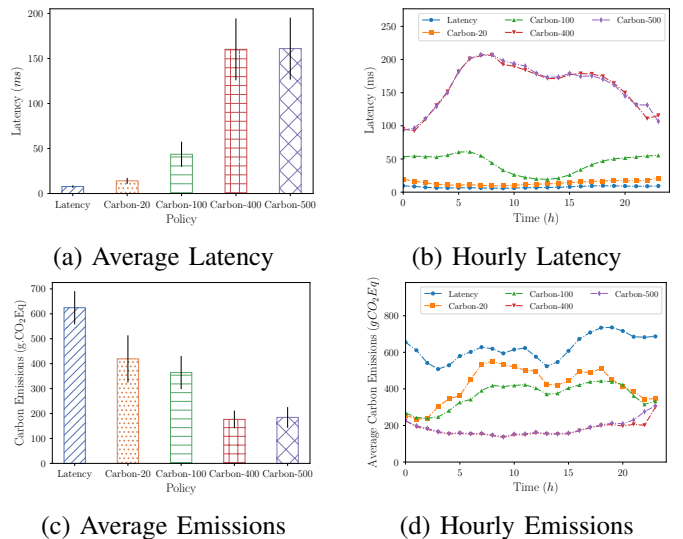 200
150
100
50
0
Latency (ms)
Latency Carbon-20 Carbon-100 Carbon-400 Carbon-500
Policy
(a) Average Latency
Latency
Carbon-20
Carbon-100
Carbon-400
Carbon-500
250
200
150
100
50
0
Latency (ms)
0 5 10 15 20
Time (h)
(b) Hourly Latency
700
600
500
400
300
200
100
0
Carbon Emissions (g.CO2Eq)
Latency Carbon-20 Carbon-100 Carbon-400 Carbon-500
Policy
(c) Average Emissions
Latency
Carbon-20
Carbon-100
Carbon-400
Carbon-500
800
600
400
200
0
Average Carbon Emissions (gCO2Eq)
0 5 10 15 20
Time (h)
(d) Hourly Emissions